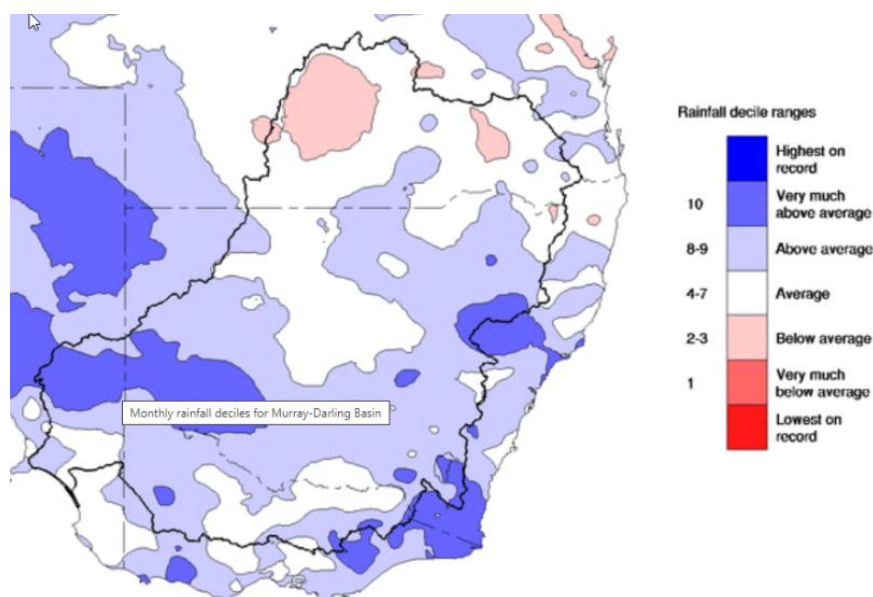 Rainfall decile ranges
Highest on
record
10 Very much
above average
8-9 Above average
4-7 Average
2-3 Below average
1 Very much
below average
Lowest on
record
Monthly rainfall deciles for Murray-Darling Basin